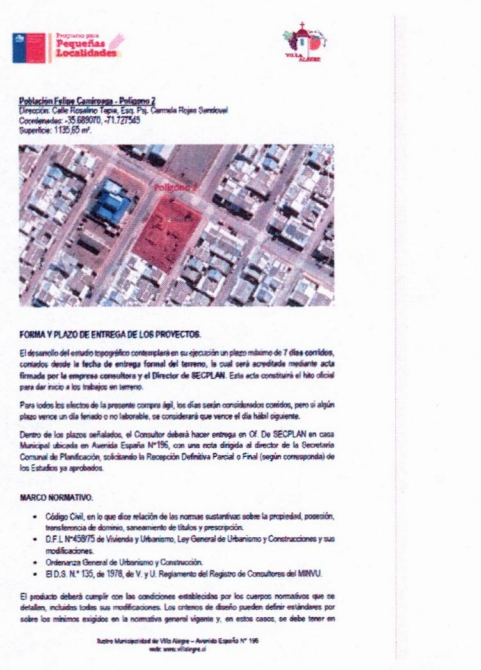 Programa para
Pequeñas
Localidades
VILLA
ALEGRE
Población Felipe Camiroaga - Polígono 2
Dirección: Calle Rosalino Tapia, Esq. Psj. Carmela Rojas Sandoval
Coordenadas: -35.689070, -71.727545
Superficie: 1135,65 m².
Polígono 2
FORMA Y PLAZO DE ENTREGA DE LOS PROYECTOS.
El desarrollo del estudio topográfico contemplará en su ejecución un plazo máximo de 7 días corridos,
contados desde la fecha de entrega formal del terreno, la cual será acreditada mediante acta
firmada por la empresa consultora y el Director de SECPLAN. Esta acta constituirá el hito oficial
para dar inicio a los trabajos en terreno.
Para todos los efectos de la presente compra ágil, los días serán considerados corridos, pero si algún
plazo vence un día feriado o no laborable, se considerará que vence el día hábil siguiente.
Dentro de los plazos señalados, el Consultor deberá hacer entrega en Of. De SECPLAN en casa
Municipal ubicada en Avenida España N°196, con una nota dirigida al director de la Secretaria
Comunal de Planificación, solicitando la Recepción Definitiva Parcial o Final (según corresponda) de
los Estudios ya aprobados.
MARCO NORMATIVO.
• Código Civil, en lo que dice relación de las normas sustantivas sobre la propiedad, posesión,
transferencia de dominio, saneamiento de títulos y prescripción.
• D.F.L N°458/75 de Vivienda y Urbanismo, Ley General de Urbanismo y Construcciones y sus
modificaciones.
• Ordenanza General de Urbanismo y Construcción.
• El D.S. N.° 135, de 1978, de V. y U. Reglamento del Registro de Consultores del MINVU.
El producto deberá cumplir con las condiciones establecidas por los cuerpos normativos que se
detallen, incluidas todas sus modificaciones. Los criterios de diseño pueden definir estándares por
sobre los mínimos exigidos en la normativa general vigente y, en estos casos, se debe tener en
Ilustre Municipalidad de Villa Alegre – Avenida España N° 196
web: www.villalegre.cl